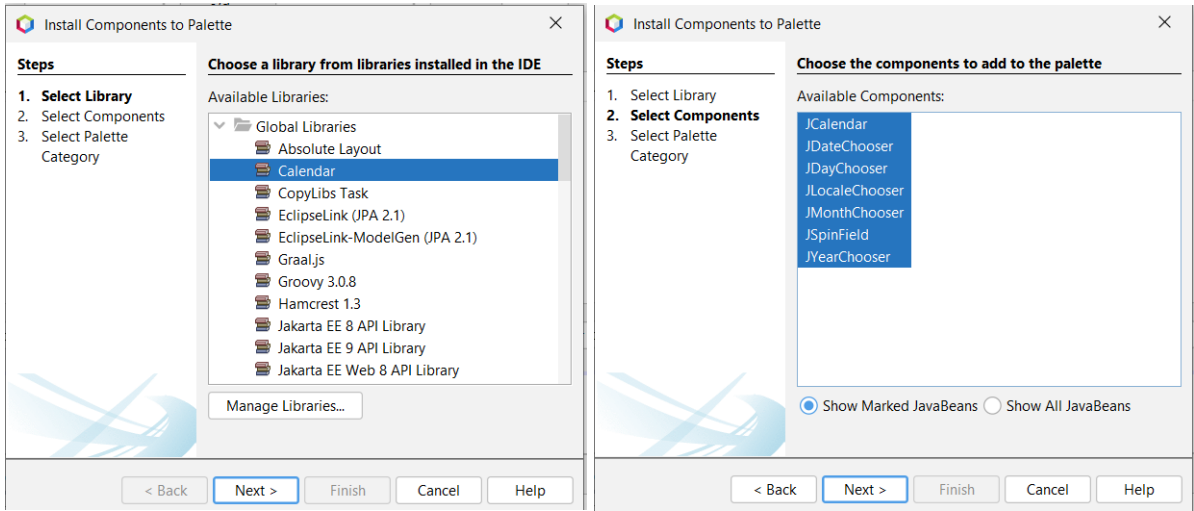 Install Components to Palette
Steps
1. Select Library
2. Select Components
3. Select Palette
Category
Choose a library from libraries installed in the IDE
Available Libraries:
Global Libraries
Absolute Layout
Calendar
CopyLibs Task
EclipseLink (JPA 2.1)
EclipseLink-ModelGen (JPA 2.1)
Graal.js
Groovy 3.0.8
Hamcrest 1.3
Jakarta EE 8 API Library
Jakarta EE 9 API Library
Jakarta EE Web 8 API Library
Manage Libraries...
< Back Next > Finish Cancel Help
Install Components to Palette
Steps
1. Select Library
2. Select Components
3. Select Palette
Category
Choose the components to add to the palette
Available Components:
JCalendar
JDateChooser
JDayChooser
JLocaleChooser
JMonthChooser
JSpinField
JYearChooser
Show Marked JavaBeans Show All JavaBeans
< Back Next > Finish Cancel Help